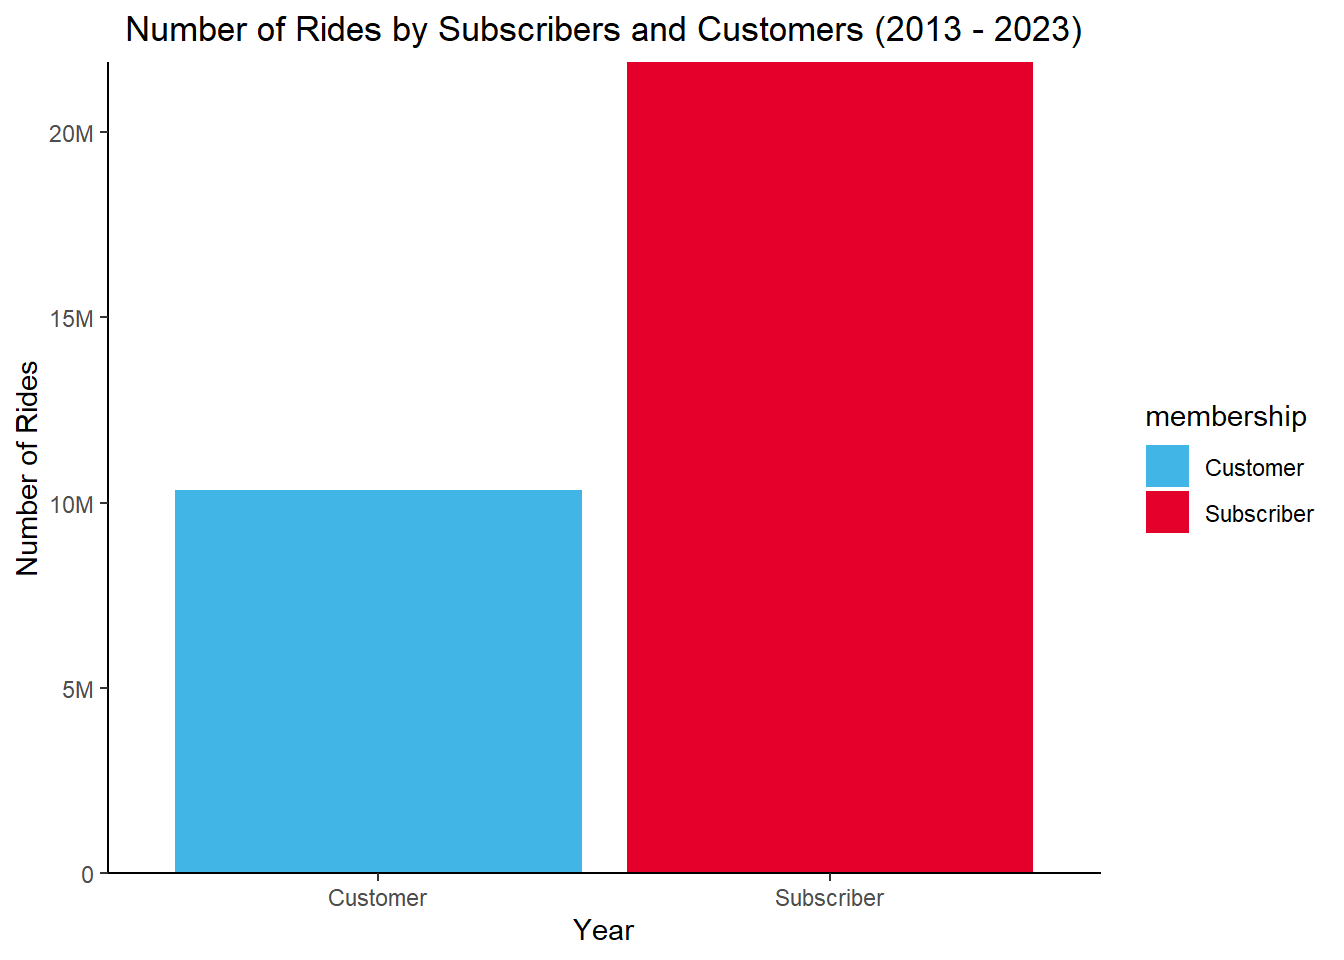 Number of Rides by Subscribers and Customers (2013 - 2023)
Number of Rides
20M
15M
10M
5M
0
Customer
Subscriber
Year
membership
Customer
Subscriber